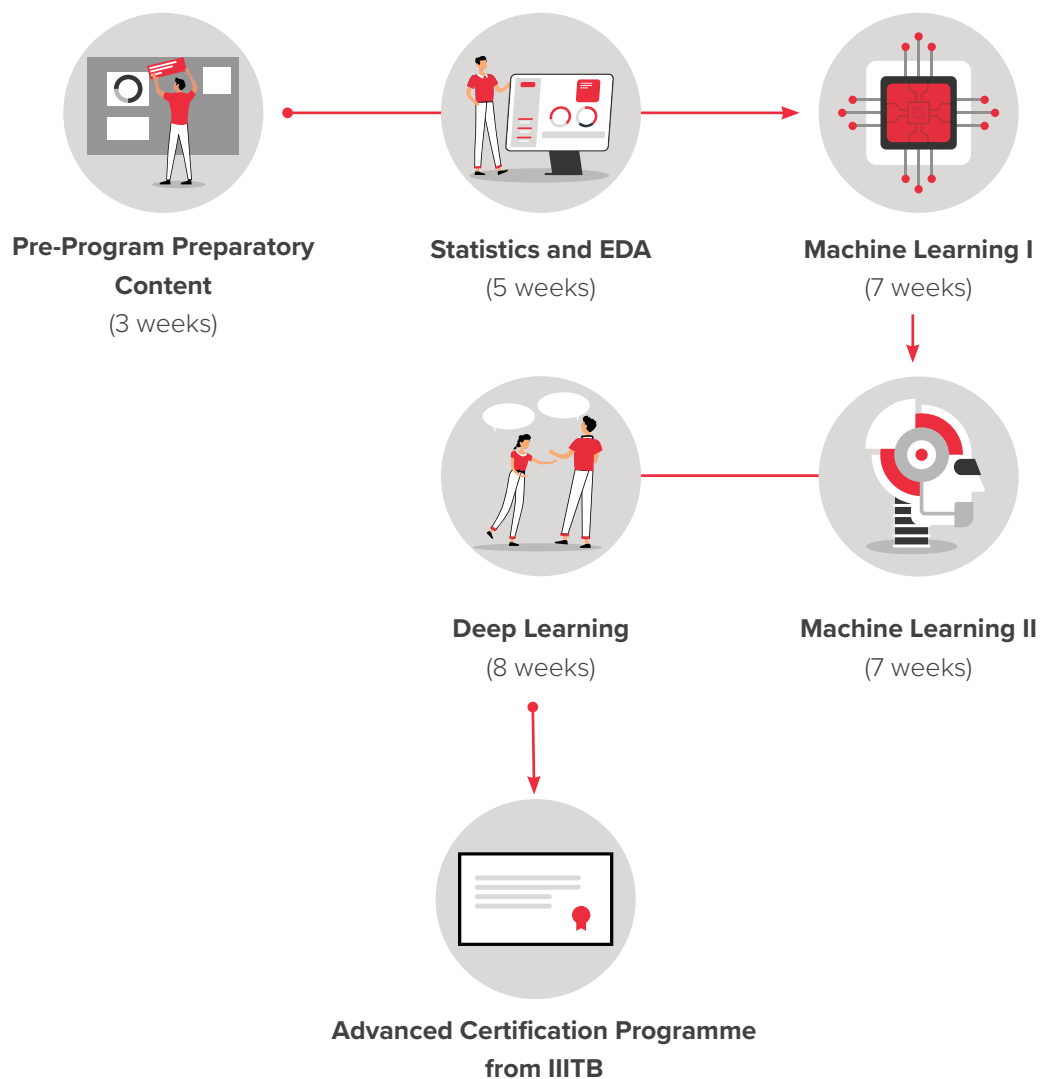 Pre-Program Preparatory
Content
(3 weeks)
Statistics and EDA
(5 weeks)
Machine Learning I
(7 weeks)
Deep Learning
(8 weeks)
Machine Learning II
(7 weeks)
Advanced Certification Programme
from IIITB